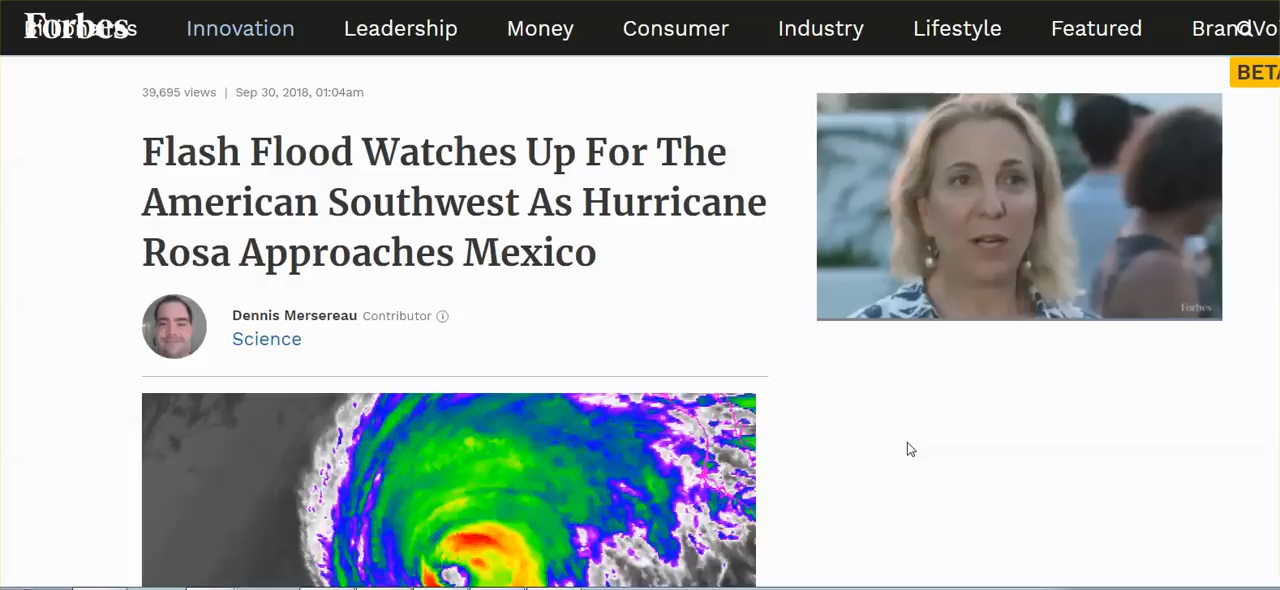 Forbes
Innovation
Leadership
Money
Consumer
Industry
Lifestyle
Featured
BrandVo
BETA
39,695 views | Sep 30, 2018, 01:04am
Flash Flood Watches Up For The
American Southwest As Hurricane
Rosa Approaches Mexico
Dennis Mersereau Contributor
Science
Forbes